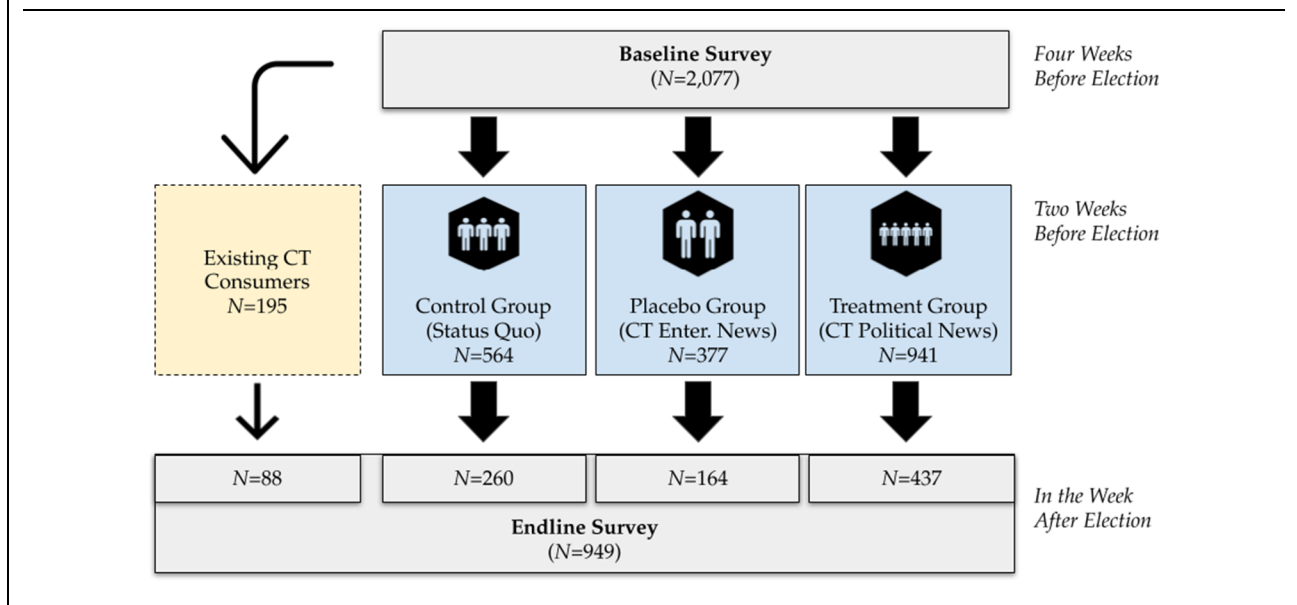 Baseline Survey
(N=2,077)
Four Weeks
Before Election
Existing CT
Consumers
N=195
Control Group
(Status Quo)
N=564
Placebo Group
(CT Enter. News)
N=377
Treatment Group
(CT Political News)
N=941
Two Weeks
Before Election
N=88
N=260
N=164
N=437
Endline Survey
(N=949)
In the Week
After Election